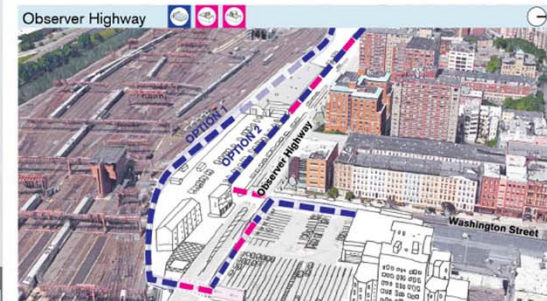 Observer Highway
OPTION 1
OPTION 2
Observer Highway
Washington Street